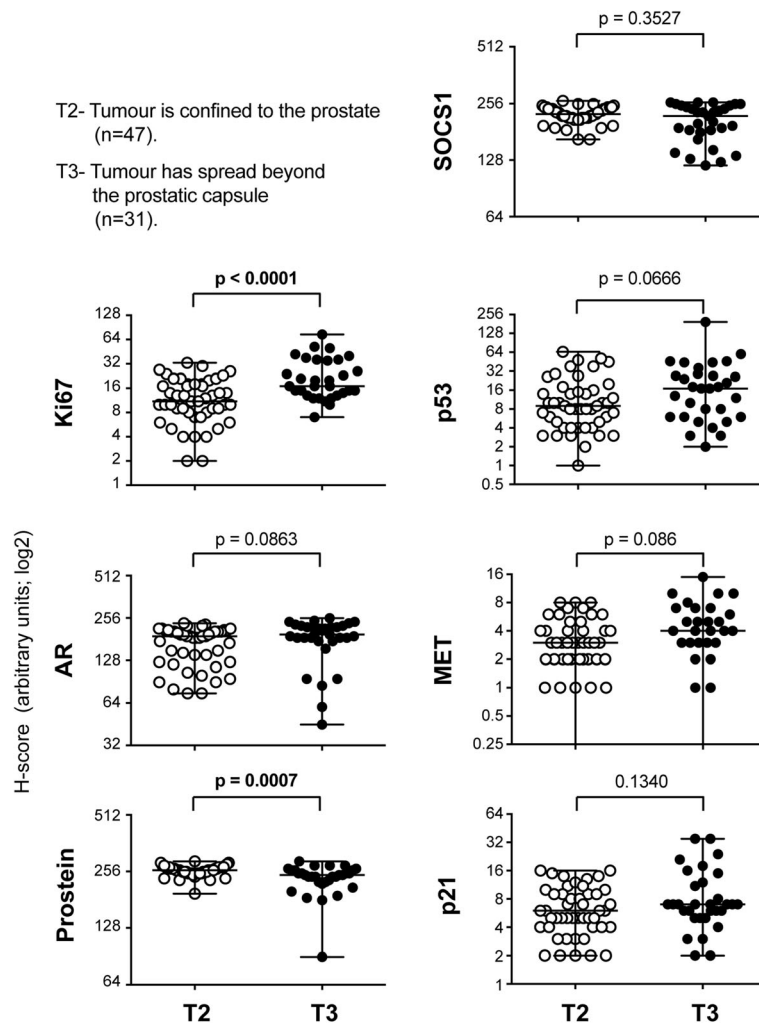 p = 0.3527
512
256
128
64
SOCS1
T2- Tumour is confined to the prostate
(n=47).
T3- Tumour has spread beyond
the prostatic capsule
(n=31).
p < 0.0001
128
64
32
16
8
4
2
1
Ki67
p = 0.0666
256
128
64
32
16
8
4
2
1
0.5
p53
H-score (arbitrary units; log2)
p = 0.0863
512
256
128
64
32
AR
p = 0.086
16
8
4
2
1
0.5
0.25
MET
p = 0.0007
512
256
128
64
Prostein
T2
T3
0.1340
64
32
16
8
4
2
1
p21
T2
T3